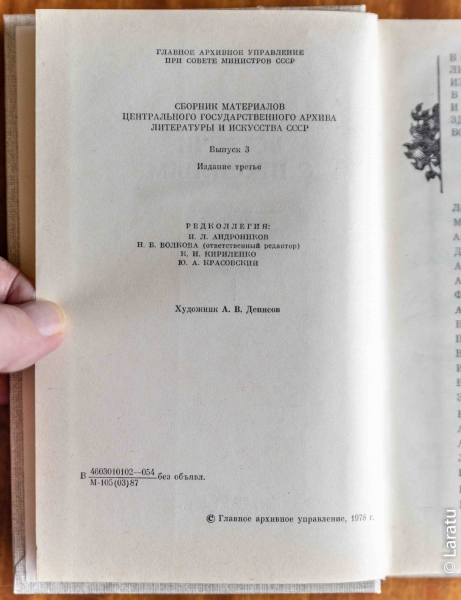 ГЛАВНОЕ АРХИВНОЕ УПРАВЛЕНИЕ
ПРИ СОВЕТЕ МИНИСТРОВ СССР
СБОРНИК МАТЕРИАЛОВ
ЦЕНТРАЛЬНОГО ГОСУДАРСТВЕННОГО АРХИВА
ЛИТЕРАТУРЫ И ИСКУССТВА СССР
Выпуск 3
Издание третье
РЕДКОЛЛЕГИЯ:
И. Л. АНДРОНИКОВ
Н. Б. ВОЛКОВА (ответственный редактор)
К. Н. КИРИЛЕНКО
Ю. А. КРАСОВСКИЙ
Художник А. В. Денисов
В 4603010102—054
М-105(03)87 без объявл.
© Главное архивное управление, 1978 г.
© Laratu